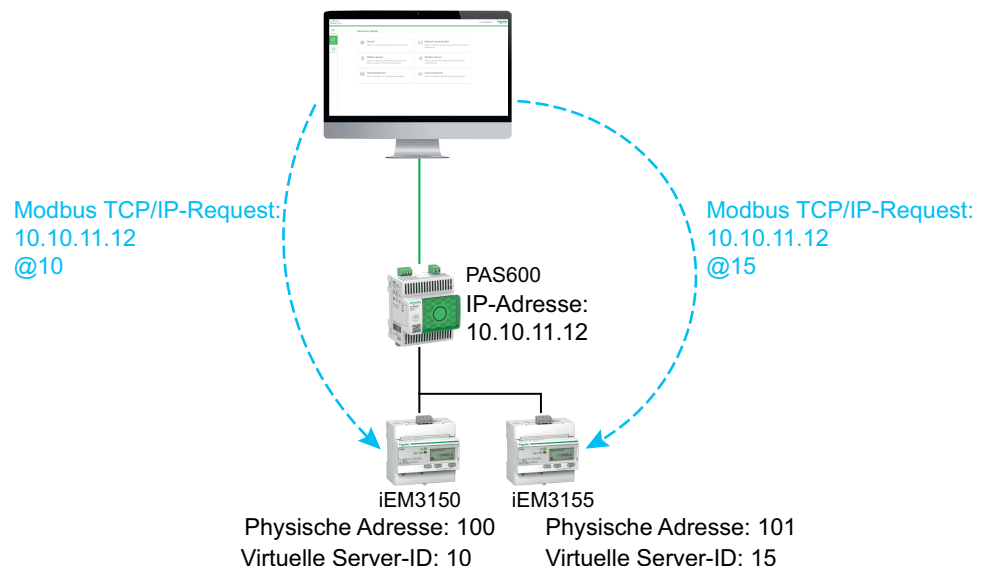 Modbus TCP/IP-Request:
10.10.11.12
@10
Modbus TCP/IP-Request:
10.10.11.12
@15
PAS600
IP-Adresse:
10.10.11.12
iEM3150
Physische Adresse: 100
Virtuelle Server-ID: 10
iEM3155
Physische Adresse: 101
Virtuelle Server-ID: 15